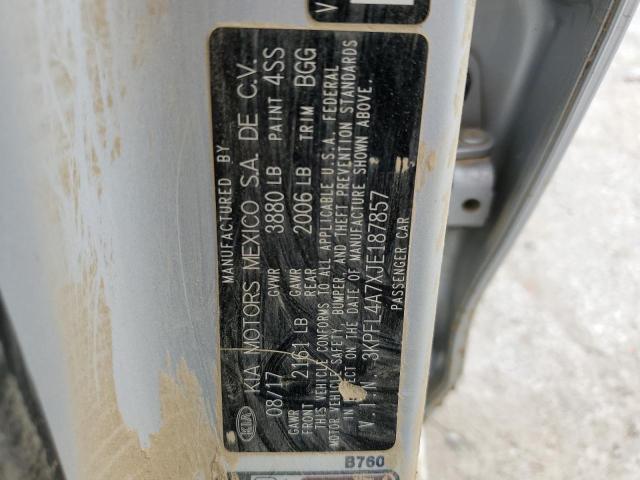 MANUFACTURED BY
KIA MOTORS MEXICO S.A. DE C.V.
KIA
08/17 GVWR 3880 LB PAINT 4SS
GAWR FRONT 2161 LB GAWR REAR 2006 LB TRIM BGG
THIS VEHICLE CONFORMS TO ALL APPLICABLE U.S.A. FEDERAL
MOTOR VEHICLE SAFETY, BUMPER, AND THEFT PREVENTION STANDARDS
IN EFFECT ON THE DATE OF MANUFACTURE SHOWN ABOVE.
V.I.N 3KPFL4A7XJE187857
PASSENGER CAR
B760
V